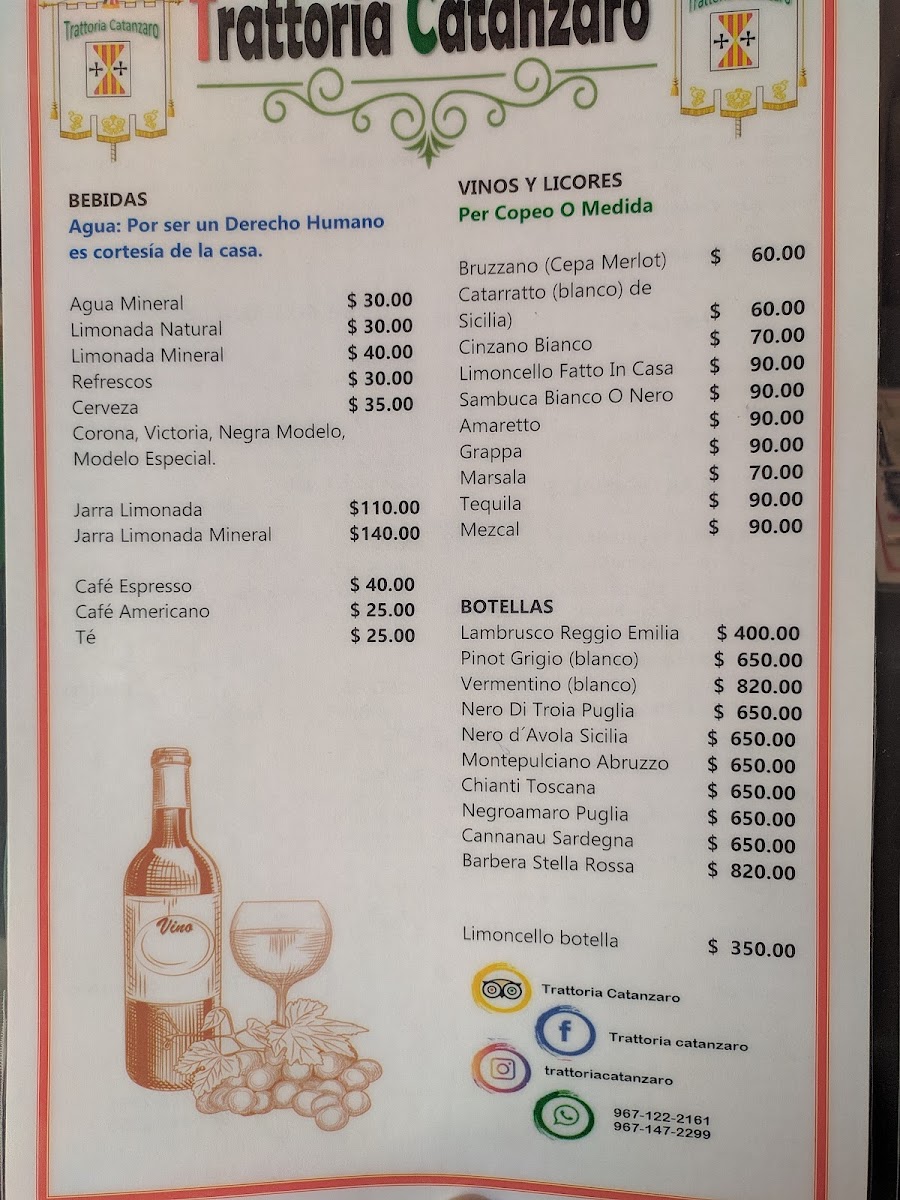 Trattoria Catanzaro
Trattoria Catanzaro
BEBIDAS
Agua: Por ser un Derecho Humano
es cortesía de la casa.
Agua Mineral $ 30.00
Limonada Natural $ 30.00
Limonada Mineral $ 40.00
Refrescos $ 30.00
Cerveza $ 35.00
Corona, Victoria, Negra Modelo,
Modelo Especial.
Jarra Limonada $110.00
Jarra Limonada Mineral $140.00
Café Espresso $ 40.00
Café Americano $ 25.00
Té $ 25.00
Vino
VINOS Y LICORES
Per Copeo O Medida
Bruzzano (Cepa Merlot) $ 60.00
Catarratto (blanco) de
Sicilia) $ 60.00
Cinzano Bianco $ 70.00
Limoncello Fatto In Casa $ 90.00
Sambuca Bianco O Nero $ 90.00
Amaretto $ 90.00
Grappa $ 90.00
Marsala $ 70.00
Tequila $ 90.00
Mezcal $ 90.00
BOTELLAS
Lambrusco Reggio Emilia $ 400.00
Pinot Grigio (blanco) $ 650.00
Vermentino (blanco) $ 820.00
Nero Di Troia Puglia $ 650.00
Nero d´Avola Sicilia $ 650.00
Montepulciano Abruzzo $ 650.00
Chianti Toscana $ 650.00
Negroamaro Puglia $ 650.00
Cannanau Sardegna $ 650.00
Barbera Stella Rossa $ 820.00
Limoncello botella $ 350.00
Trattoria Catanzaro
Trattoria catanzaro
trattoriacatanzaro
967-122-2161
967-147-2299